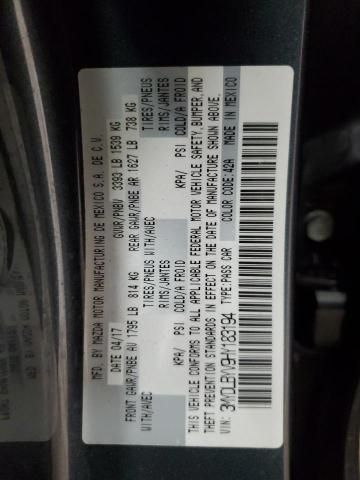 MFD. BY MAZDA MOTOR MANUFACTURING DE MEXICO S.A. DE C.V.
DATE 04/17 GVWR/PNBV 3393 LB 1539 KG
FRONT GAWR/PNBE AV 1795 LB 814 KG REAR GAWR/PNBE AR 1627 LB 738 KG
WITH/AVEC TIRES/PNEUS WITH/AVEC TIRES/PNEUS
RIMS/JANTES RIMS/JANTES
KPA/ PSI COLD/A FROID KPA/ PSI COLD/A FROID
THIS VEHICLE CONFORMS TO ALL APPLICABLE FEDERAL MOTOR VEHICLE SAFETY, BUMPER, AND
THEFT PREVENTION STANDARDS IN EFFECT ON THE DATE OF MANUFACTURE SHOWN ABOVE.
VIN: 3MYDLBYV9HY183194 TYPE:PASS CAR COLOR CODE:42A MADE IN MEXICO